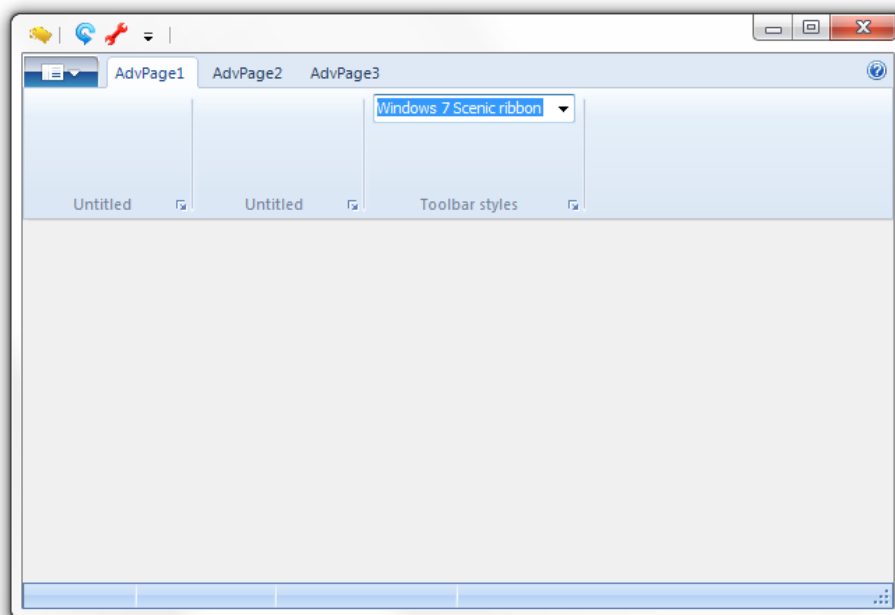 AdvPage1 AdvPage2 AdvPage3
Windows 7 Scenic ribbon
Untitled Untitled Toolbar styles